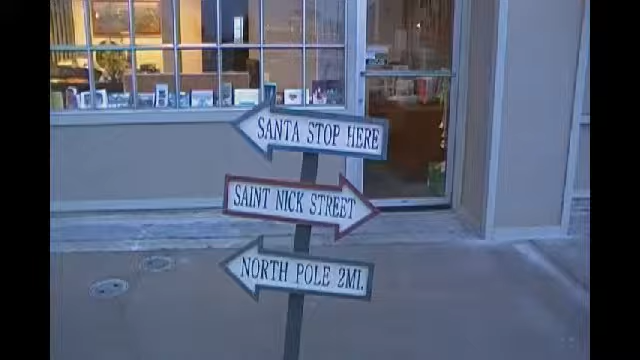 SANTA STOP HERE
SAINT NICK STREET
NORTH POLE 2MI.